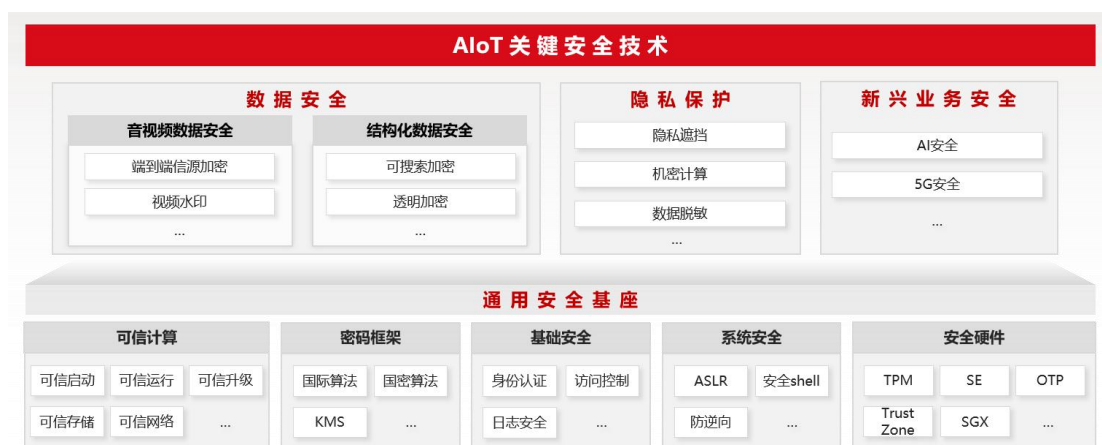 AIoT 关键安全技术
数据安全
音视频数据安全
端到端信源加密
视频水印
...
结构化数据安全
可搜索加密
透明加密
...
隐私保护
隐私遮挡
机密计算
数据脱敏
...
新兴业务安全
AI安全
5G安全
...
通用安全基座
可信计算
可信启动 可信运行 可信升级
可信存储 可信网络 ...
密码框架
国际算法 国密算法
KMS ...
基础安全
身份认证 访问控制
日志安全 ...
系统安全
ASLR 安全shell
防逆向 ...
安全硬件
TPM SE OTP
Trust
Zone SGX ...